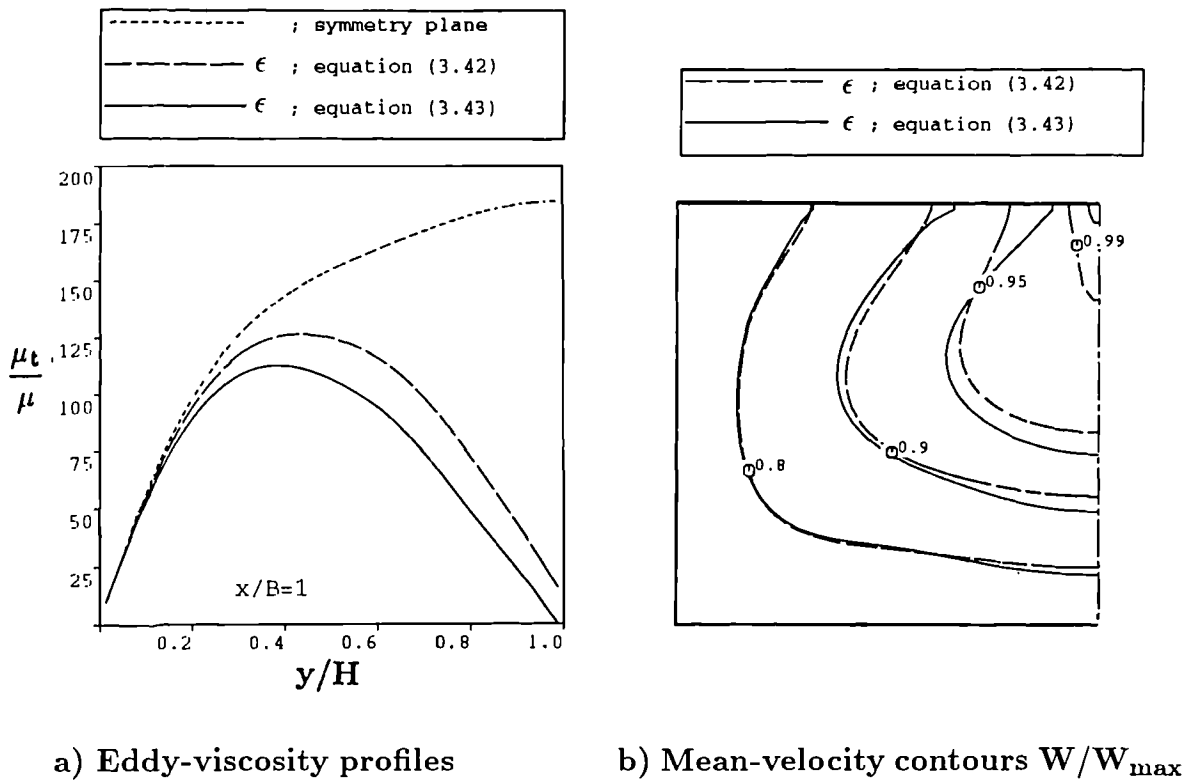 ; symmetry plane
ϵ ; equation (3.42)
ϵ ; equation (3.43)
200
175
150
125
100
75
50
25
μt
μ
x/B=1
0.2 0.4 0.6 0.8 1.0
y/H
a) Eddy-viscosity profiles
ϵ ; equation (3.42)
ϵ ; equation (3.43)
0.99
0.95
0.9
0.8
b) Mean-velocity contours W/Wmax